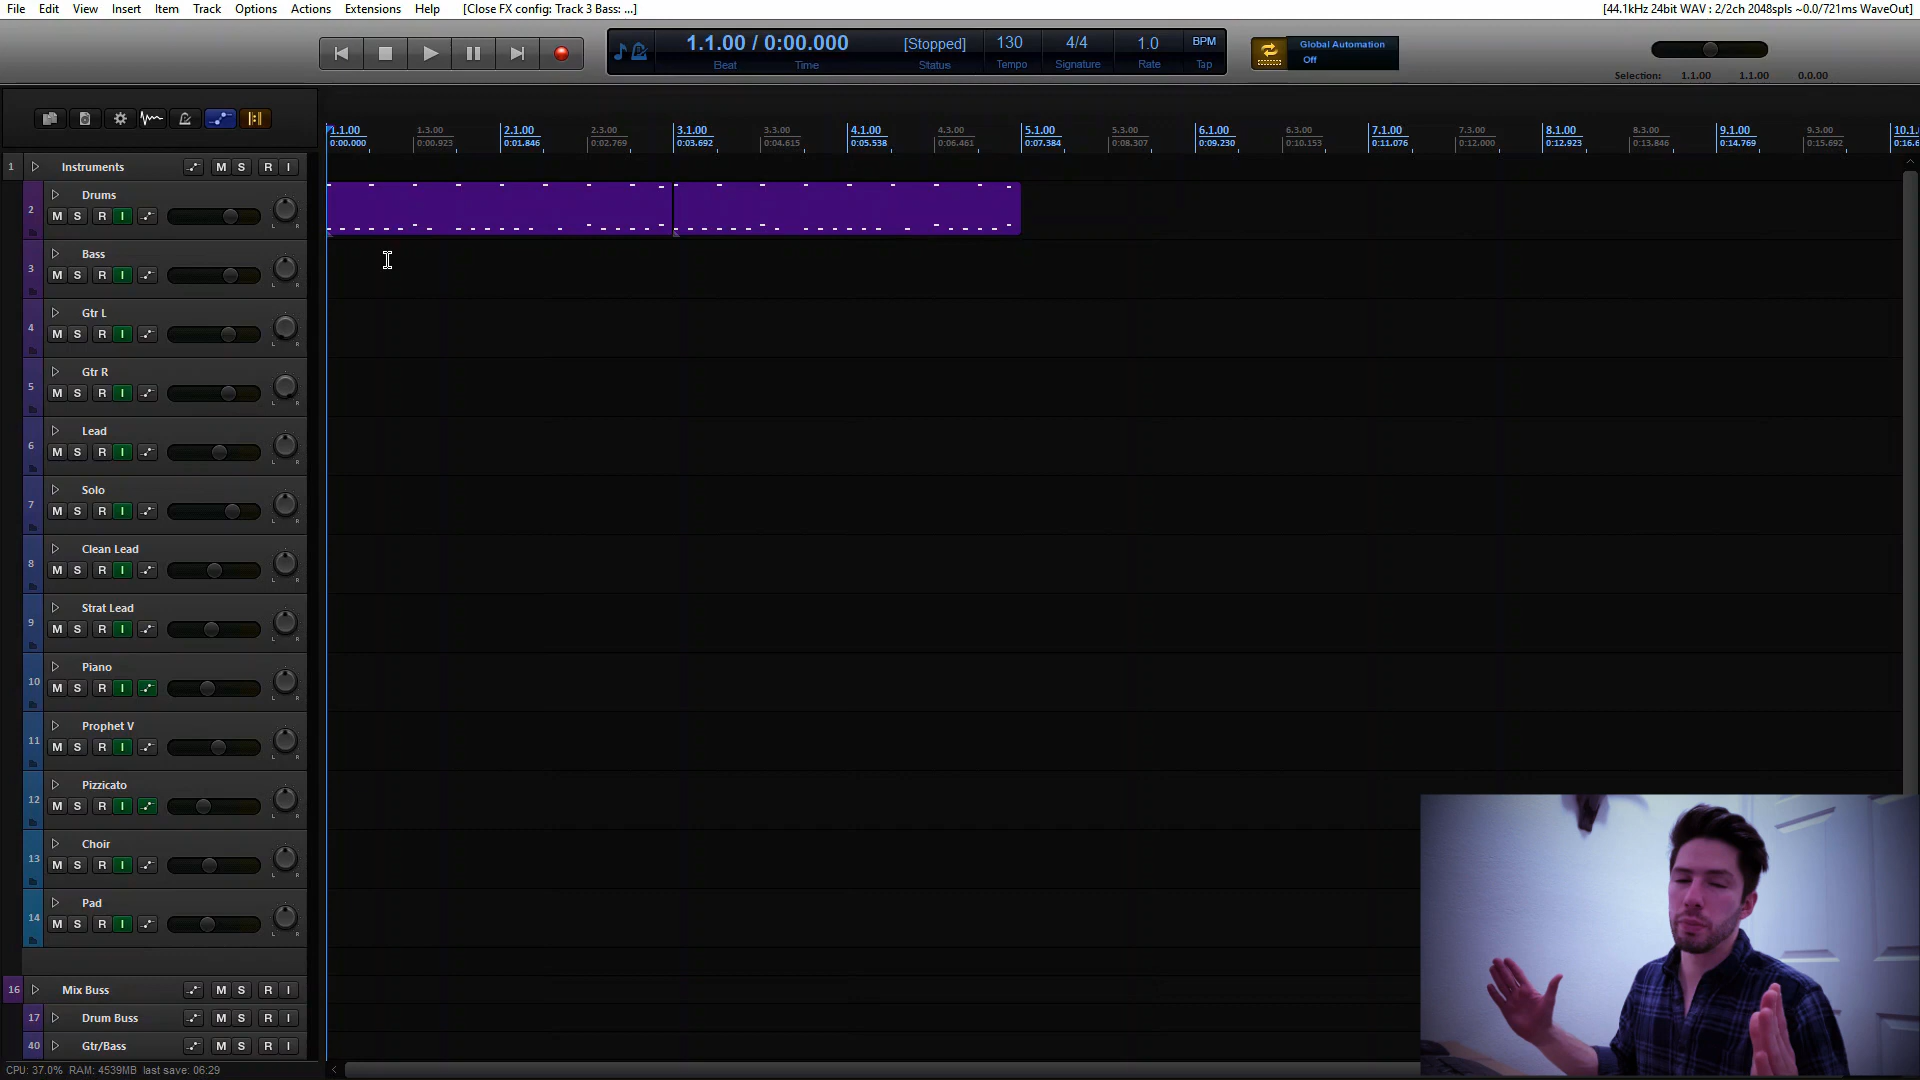 File Edit View Insert Item Track Options Actions Extensions Help [Close FX config: Track 3 Bass: ...] [44.1kHz 24bit WAV : 2/2ch 2048spls ~0.0/721ms WaveOut]
1.1.00 / 0:00.000 [Stopped] 130 4/4 1.0 BPM
Beat Time Status Tempo Signature Rate Tap
Global Automation
Off
Selection: 1.1.00 1.1.00 0.0.00
1.1.00 1.3.00 2.1.00 2.3.00 3.1.00 3.3.00 4.1.00 4.3.00 5.1.00 5.3.00 6.1.00 6.3.00 7.1.00 7.3.00 8.1.00 8.3.00 9.1.00 9.3.00 10.1.
0:00.000 0:00.923 0:01.846 0:02.769 0:03.692 0:04.615 0:05.538 0:06.461 0:07.384 0:08.307 0:09.230 0:10.153 0:11.076 0:12.000 0:12.923 0:13.846 0:14.769 0:15.692 0:16.6
1 Instruments M S R I
Drums
2 M S R I L R
Bass
3 M S R I L R
Gtr L
4 M S R I L R
Gtr R
5 M S R I L R
Lead
6 M S R I L R
Solo
7 M S R I L R
Clean Lead
8 M S R I L R
Strat Lead
9 M S R I L R
Piano
10 M S R I L R
Prophet V
11 M S R I L R
Pizzicato
12 M S R I L R
Choir
13 M S R I L R
Pad
14 M S R I L R
16 Mix Buss M S R I
17 Drum Buss M S R I
40 Gtr/Bass M S R I
CPU: 37.0% RAM: 4539MB last save: 06:29